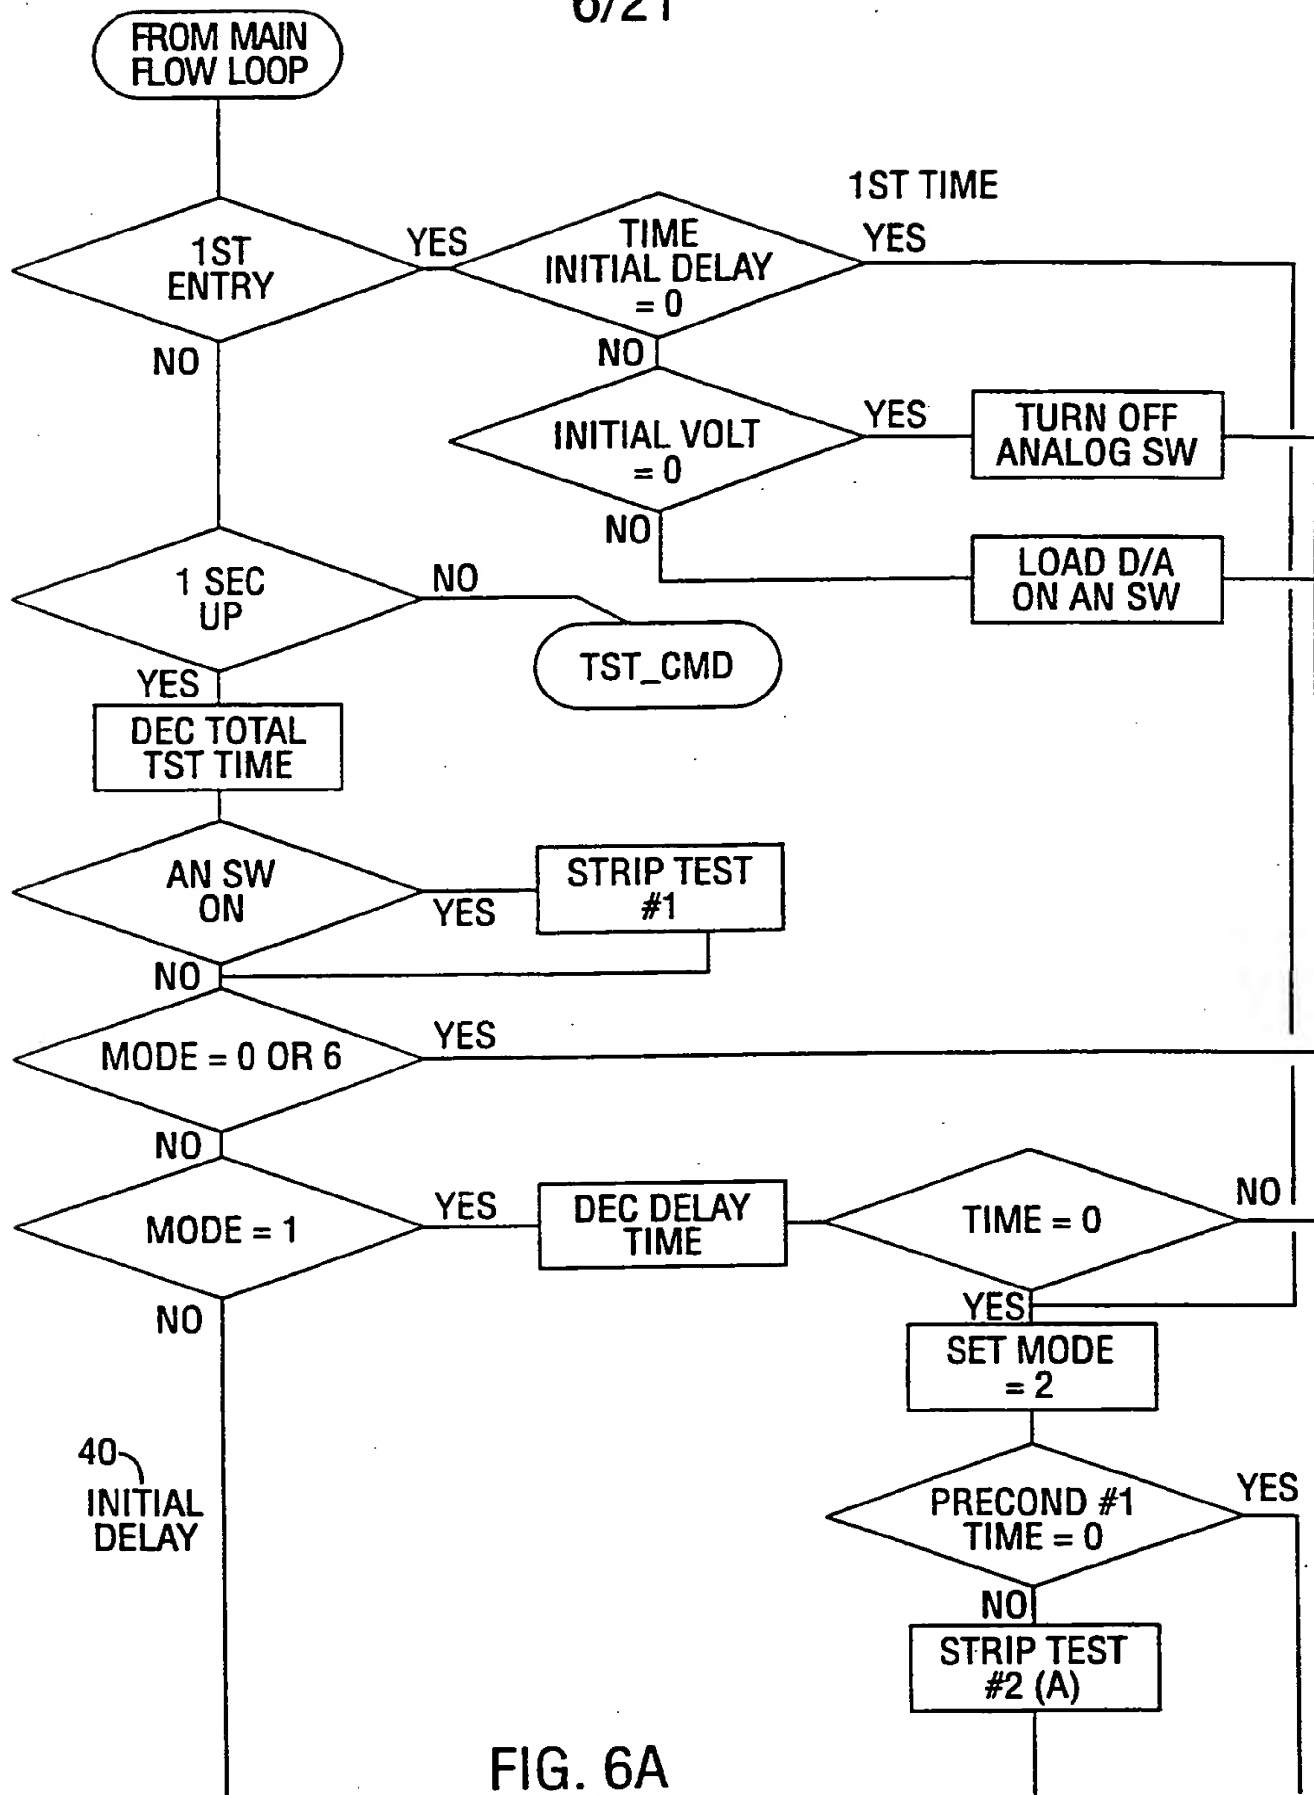 6/21
FROM MAIN
FLOW LOOP
1ST TIME
1ST
ENTRY
YES
TIME
INITIAL DELAY
= 0
YES
NO
NO
INITIAL VOLT
= 0
YES
TURN OFF
ANALOG SW
NO
LOAD D/A
ON AN SW
1 SEC
UP
NO
TST_CMD
YES
DEC TOTAL
TST TIME
AN SW
ON
YES
STRIP TEST
#1
NO
MODE = 0 OR 6
YES
NO
MODE = 1
YES
DEC DELAY
TIME
TIME = 0
NO
NO
YES
SET MODE
= 2
40
INITIAL
DELAY
PRECOND #1
TIME = 0
YES
NO
STRIP TEST
#2 (A)
FIG. 6A